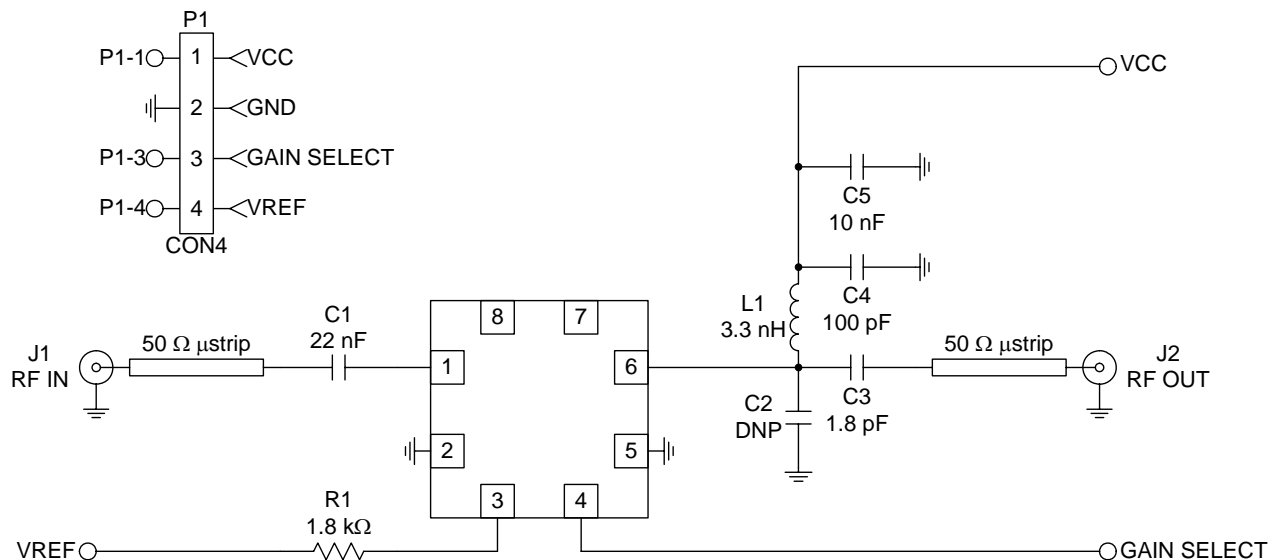 P1
P1-1
1
VCC
2
GND
P1-3
3
GAIN SELECT
P1-4
4
VREF
CON4
VCC
C5
10 nF
C4
100 pF
L1
3.3 nH
J1
RF IN
50 Ω μstrip
C1
22 nF
8
7
1
6
2
5
3
4
C2
DNP
C3
1.8 pF
50 Ω μstrip
J2
RF OUT
R1
1.8 kΩ
VREF
GAIN SELECT